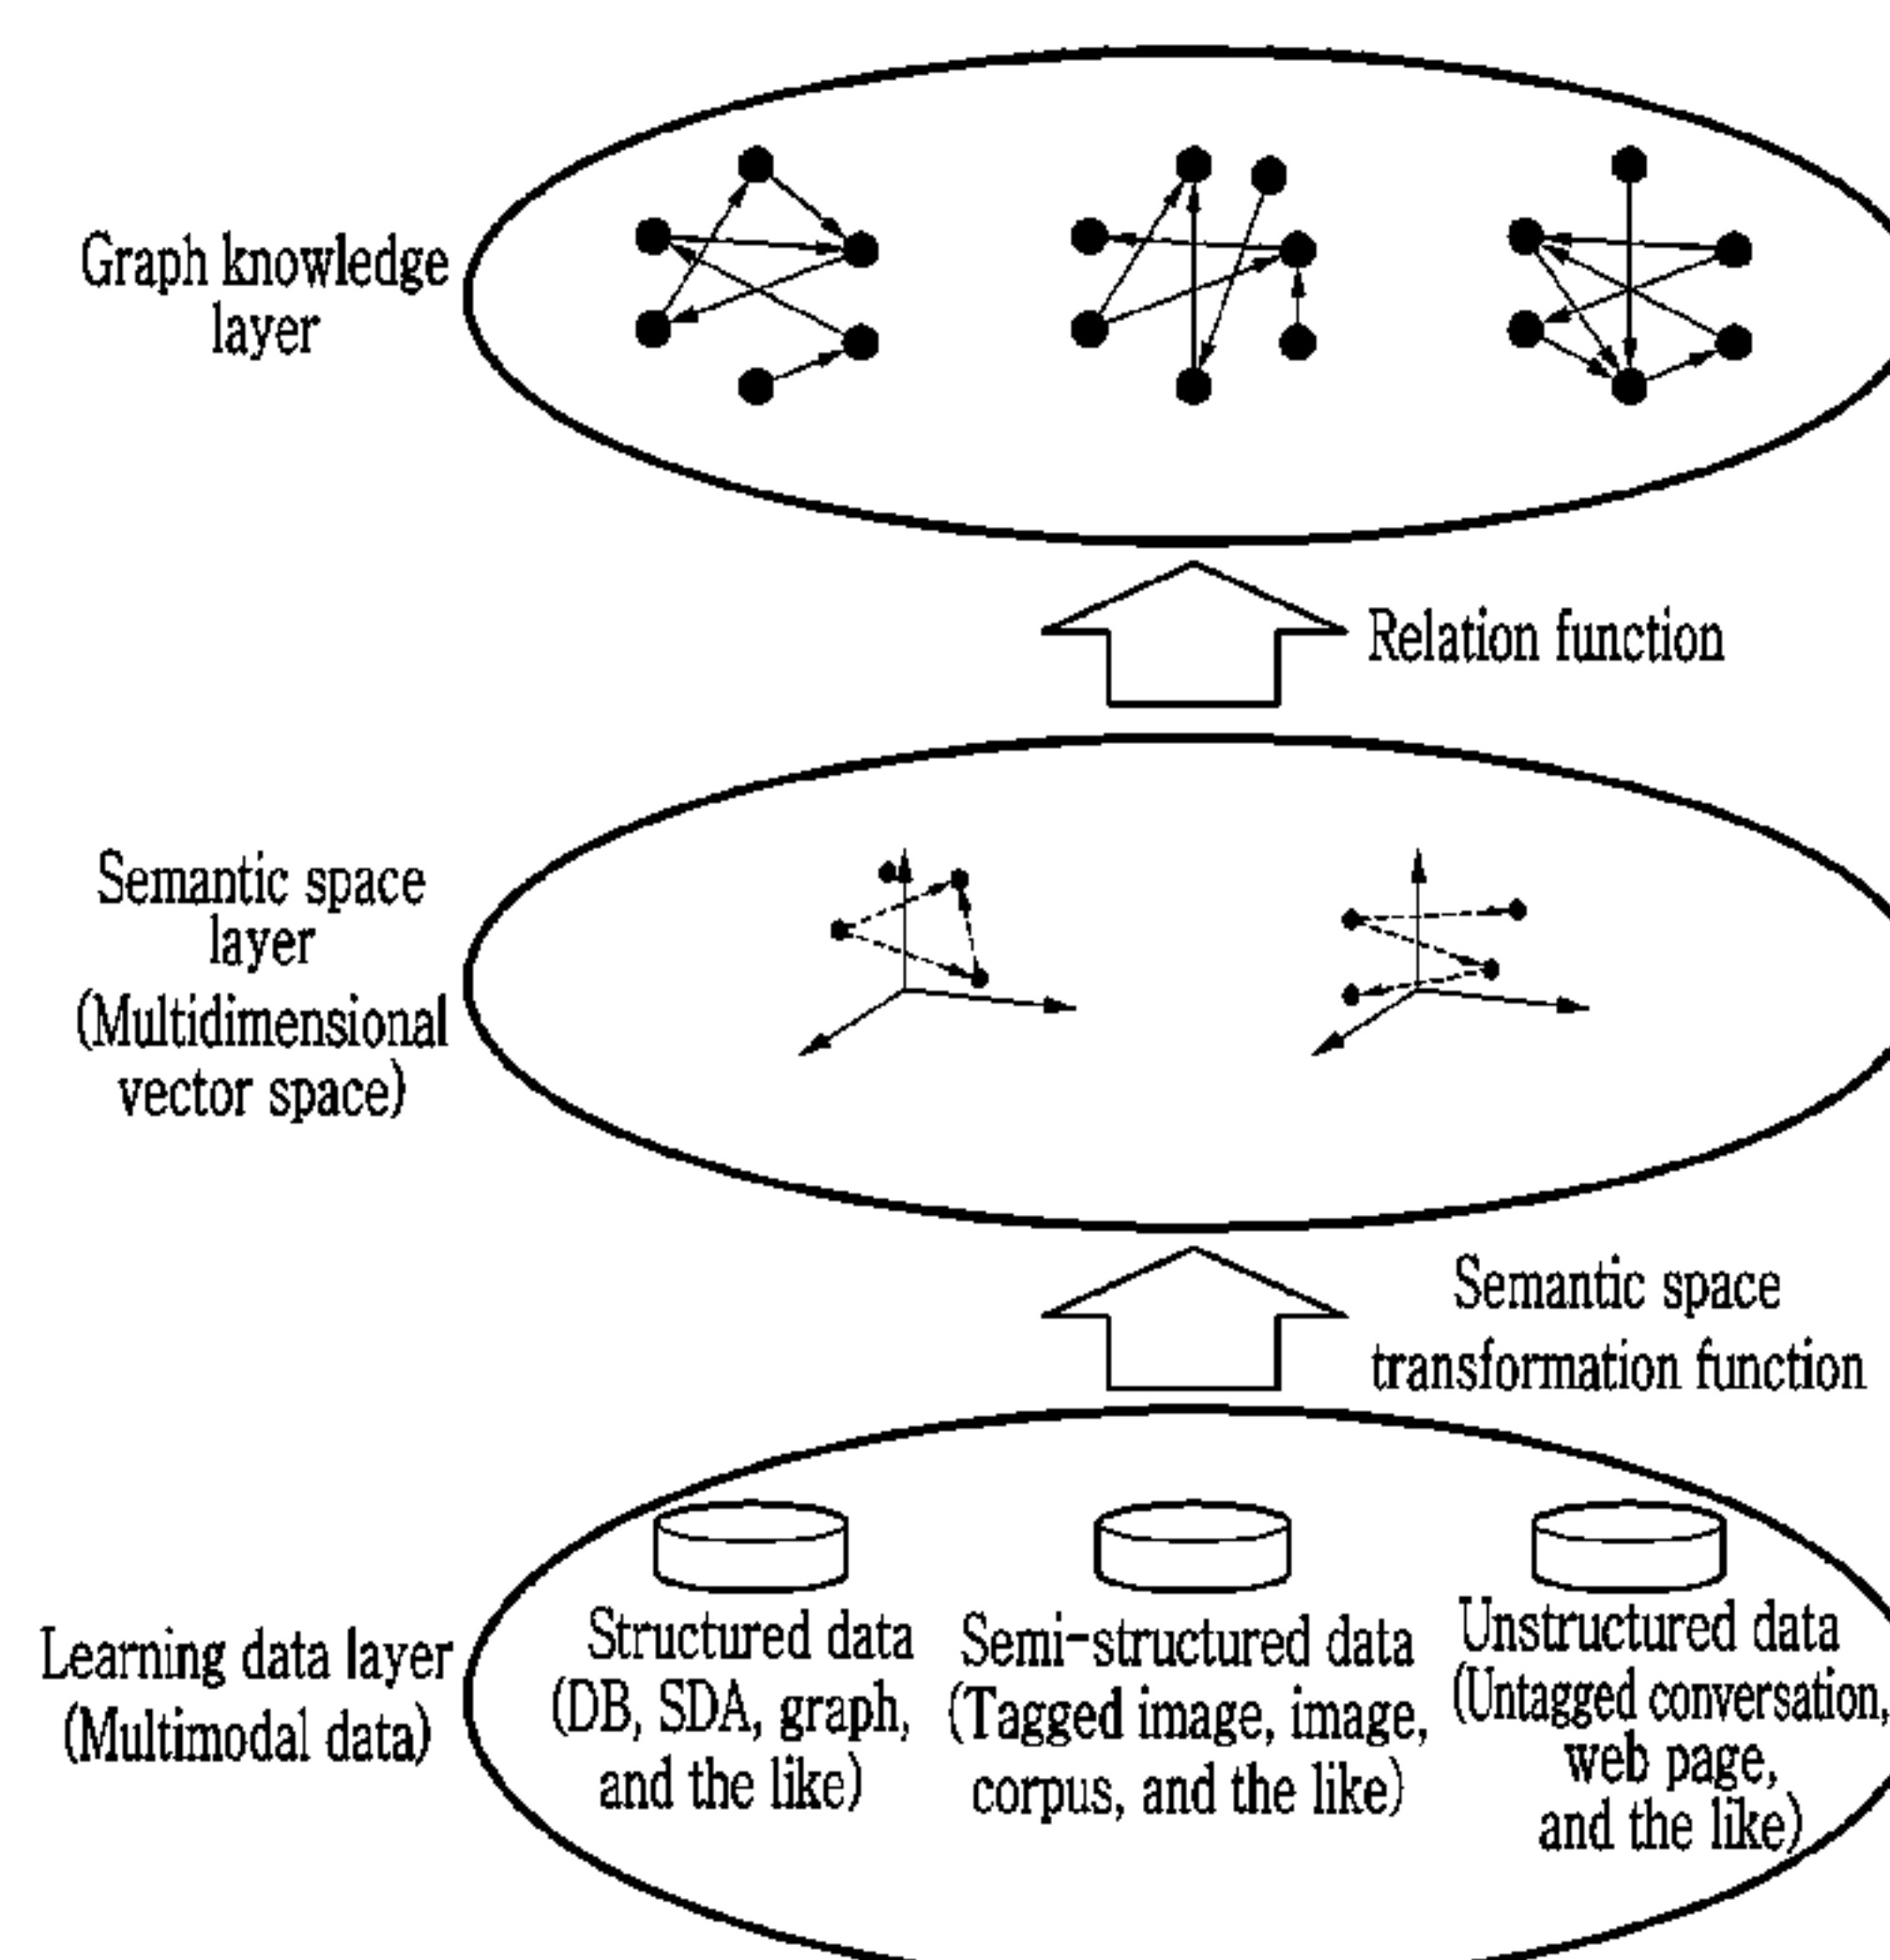 Graph knowledge
layer
Relation function
Semantic space
layer
(Multidimensional
vector space)
Semantic space
transformation function
Learning data layer
(Multimodal data)
Structured data
(DB, SDA, graph,
and the like)
Semi-structured data
(Tagged image, image,
corpus, and the like)
Unstructured data
(Untagged conversation,
web page,
and the like)